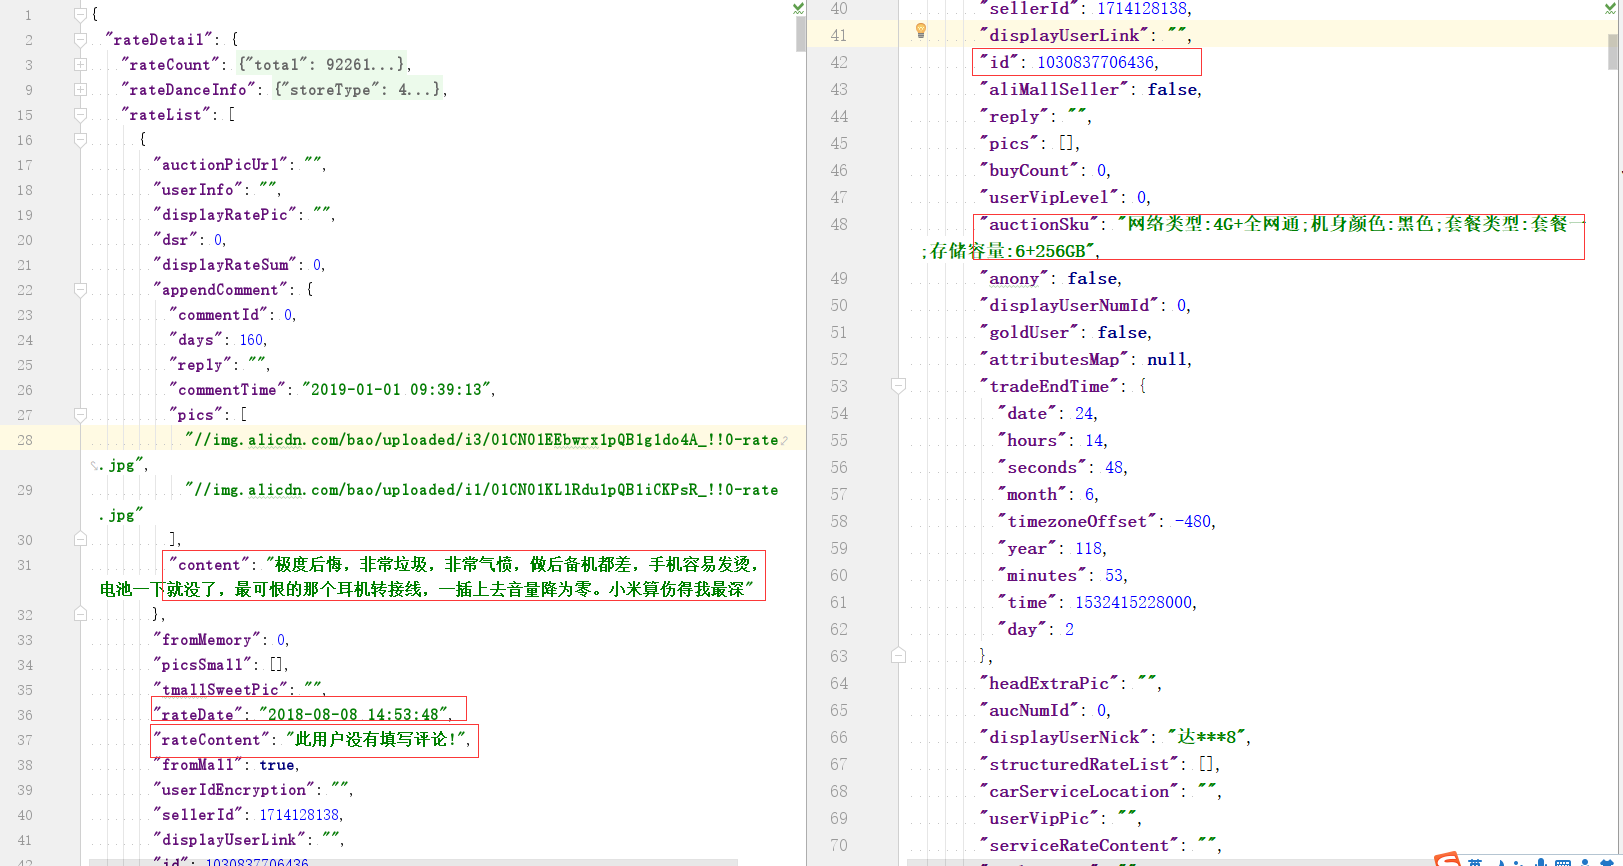 1 {
2 "rateDetail": {
3 "rateCount": {"total": 92261...},
9 "rateDanceInfo": {"storeType": 4...},
15 "rateList": [
16 {
17 "auctionPicUrl": "",
18 "userInfo": "",
19 "displayRatePic": "",
20 "dsr": 0,
21 "displayRateSum": 0,
22 "appendComment": {
23 "commentId": 0,
24 "days": 160,
25 "reply": "",
26 "commentTime": "2019-01-01 09:39:13",
27 "pics": [
28 "//img.alicdn.com/bao/uploaded/i3/O1CN01EEbwrx1pQB1gldo4A_!!0-rate
.jpg",
29 "//img.alicdn.com/bao/uploaded/i1/O1CN01KLlRdu1pQB1iCKPsR_!!0-rate
.jpg"
30 ],
31 "content": "极度后悔，非常垃圾，非常气愤，做后备机都差，手机容易发烫，
电池一下就没了，最可恨的那个耳机转接线，一插上去音量降为零。小米算伤得我最深"
32 },
33 "fromMemory": 0,
34 "picsSmall": [],
35 "tmallSweetPic": "",
36 "rateDate": "2018-08-08 14:53:48",
37 "rateContent": "此用户没有填写评论!",
38 "fromMall": true,
39 "userIdEncryption": "",
40 "sellerId": 1714128138,
41 "displayUserLink": "",
42 "id": 1030837706436
40 "sellerId": 1714128138,
41 "displayUserLink": "",
42 "id": 1030837706436,
43 "aliMallSeller": false,
44 "reply": "",
45 "pics": [],
46 "buyCount": 0,
47 "userVipLevel": 0,
48 "auctionSku": "网络类型:4G+全网通;机身颜色:黑色;套餐类型:套餐一
;存储容量:6+256GB",
49 "anony": false,
50 "displayUserNumId": 0,
51 "goldUser": false,
52 "attributesMap": null,
53 "tradeEndTime": {
54 "date": 24,
55 "hours": 14,
56 "seconds": 48,
57 "month": 6,
58 "timezoneOffset": -480,
59 "year": 118,
60 "minutes": 53,
61 "time": 1532415228000,
62 "day": 2
63 },
64 "headExtraPic": "",
65 "aucNumId": 0,
66 "displayUserNick": "达***8",
67 "structuredRateList": [],
68 "carServiceLocation": "",
69 "userVipPic": "",
70 "serviceRateContent": "",
英